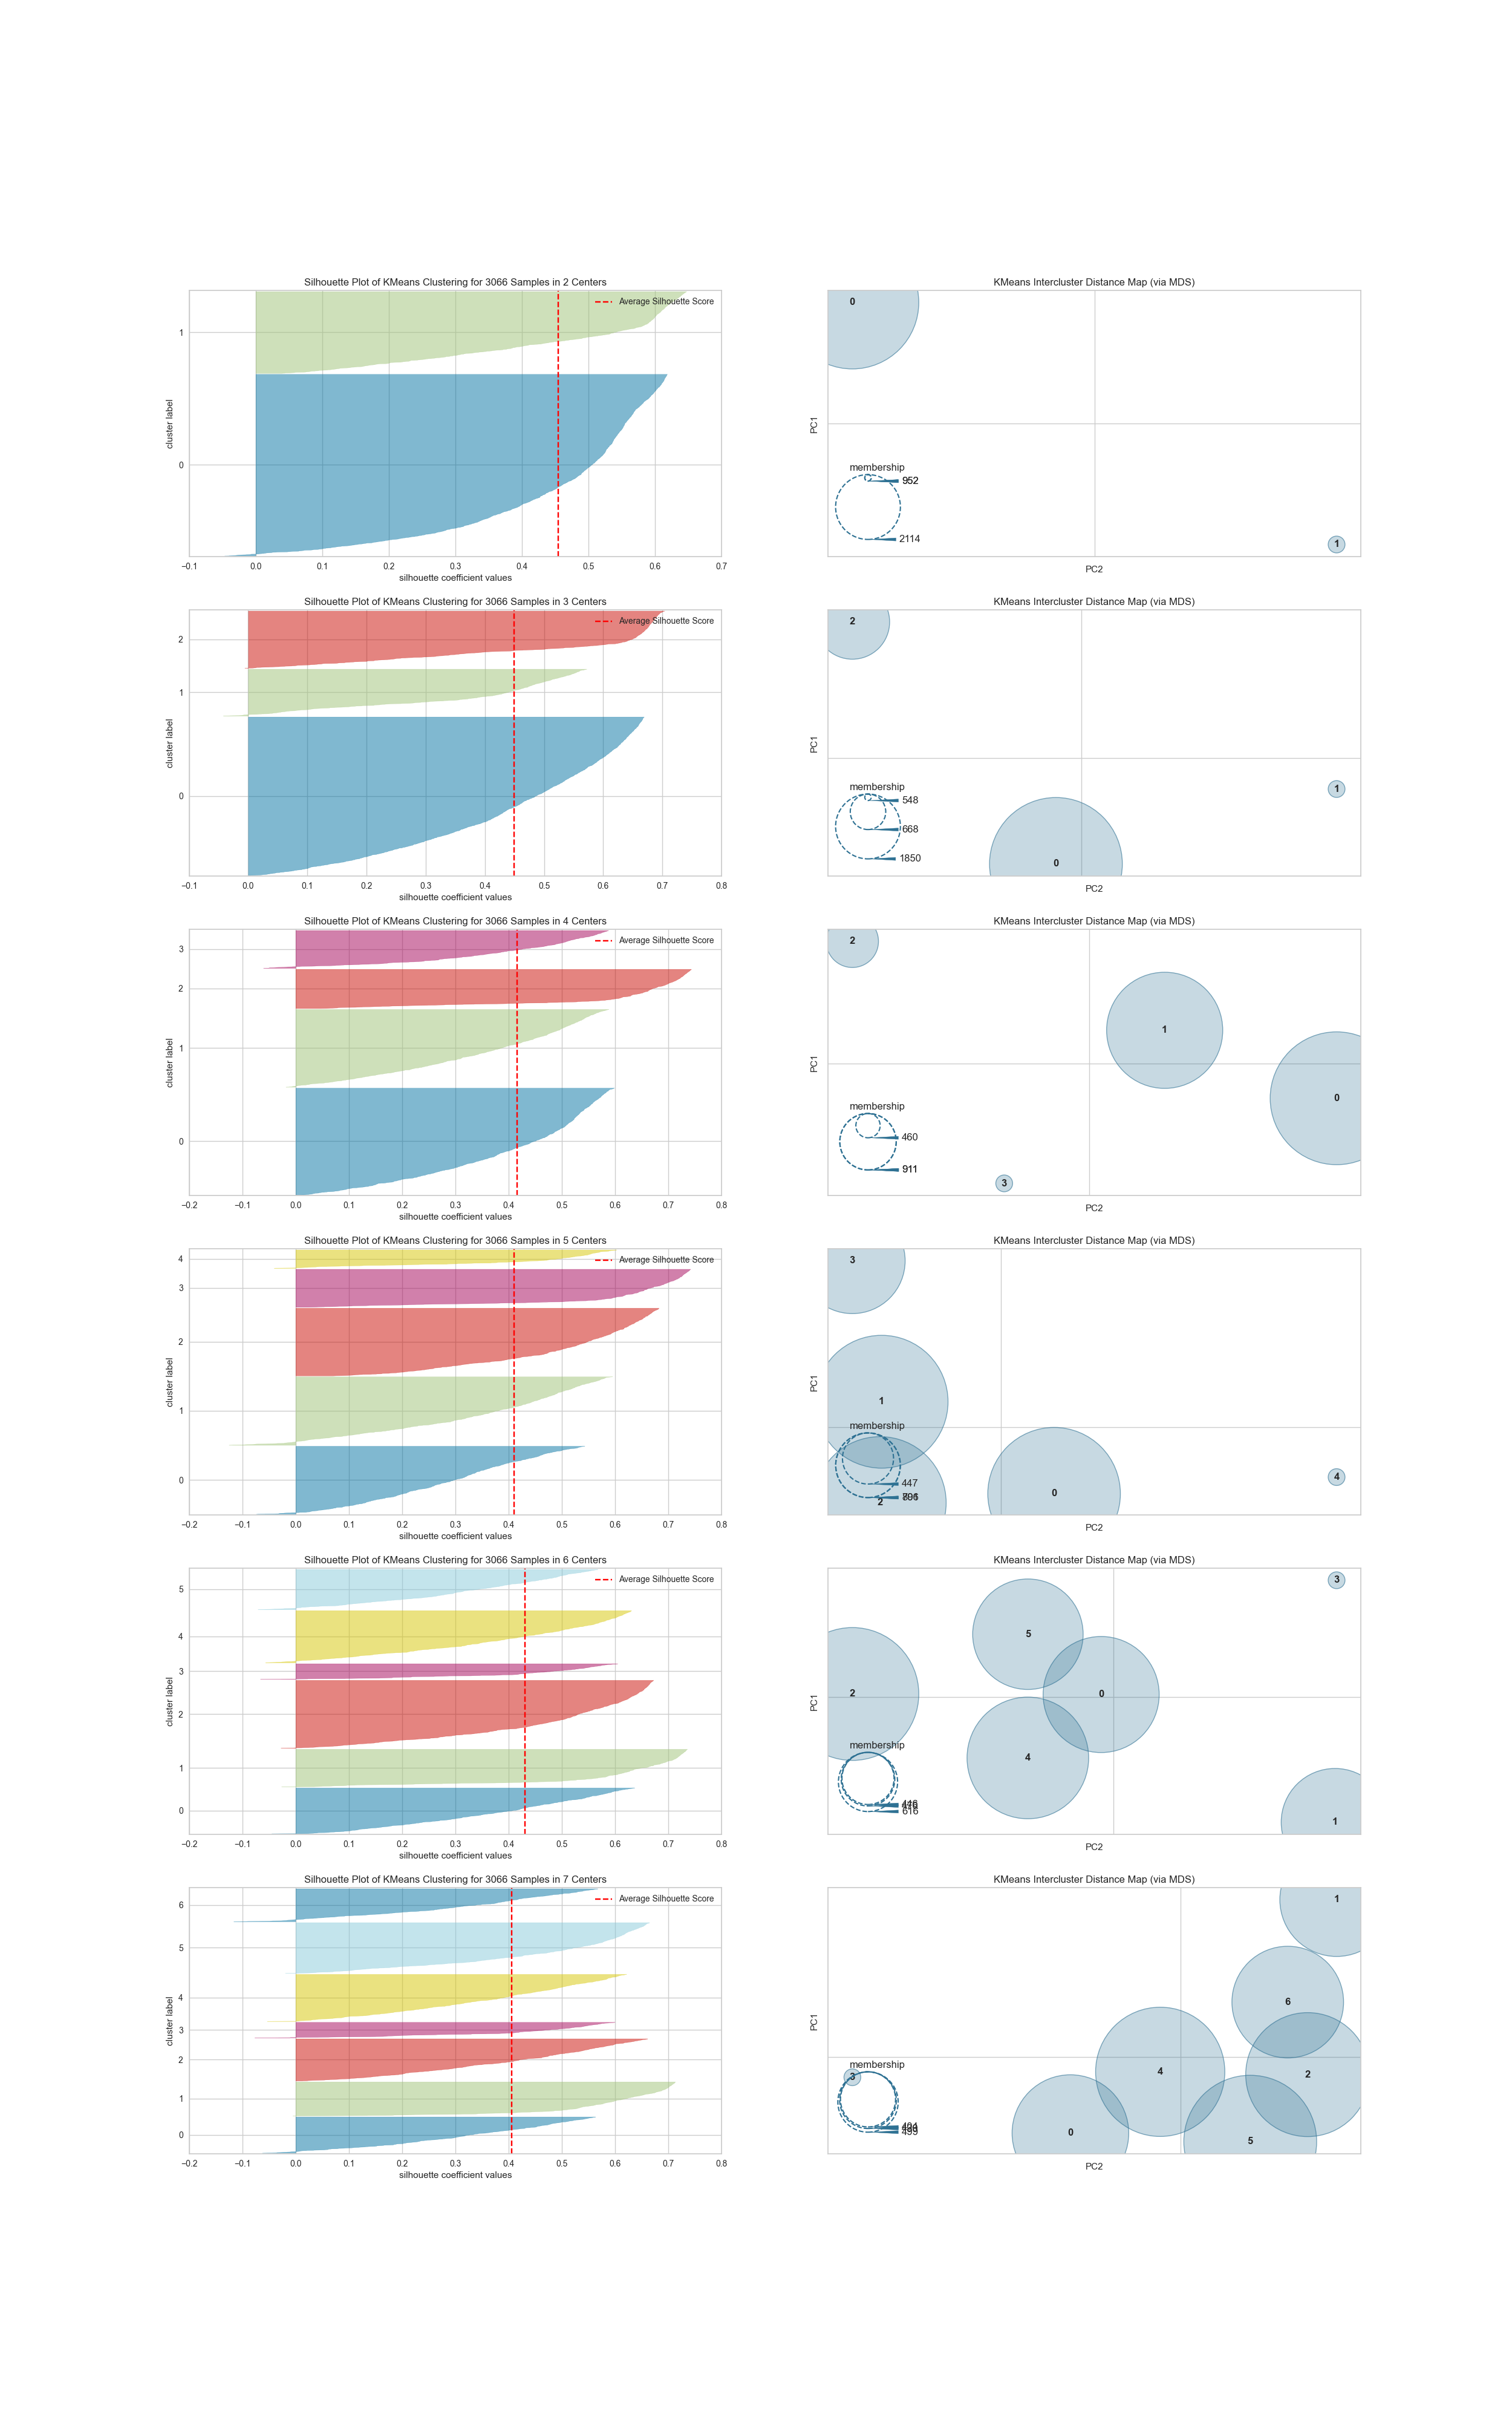 Silhouette Plot of KMeans Clustering for 3066 Samples in 2 Centers
Average Silhouette Score
1
0
cluster label
−0.1 0.0 0.1 0.2 0.3 0.4 0.5 0.6 0.7
silhouette coefficient values
KMeans Intercluster Distance Map (via MDS)
0
PC1
membership
952
2114
1
PC2
Silhouette Plot of KMeans Clustering for 3066 Samples in 3 Centers
Average Silhouette Score
2
1
0
cluster label
−0.1 0.0 0.1 0.2 0.3 0.4 0.5 0.6 0.7 0.8
silhouette coefficient values
KMeans Intercluster Distance Map (via MDS)
2
PC1
membership
1
548
668
1850
0
PC2
Silhouette Plot of KMeans Clustering for 3066 Samples in 4 Centers
Average Silhouette Score
3
2
1
0
cluster label
−0.2 −0.1 0.0 0.1 0.2 0.3 0.4 0.5 0.6 0.7 0.8
silhouette coefficient values
KMeans Intercluster Distance Map (via MDS)
2
1
PC1
0
membership
460
911
3
PC2
Silhouette Plot of KMeans Clustering for 3066 Samples in 5 Centers
Average Silhouette Score
4
3
2
1
0
cluster label
−0.2 −0.1 0.0 0.1 0.2 0.3 0.4 0.5 0.6 0.7 0.8
silhouette coefficient values
KMeans Intercluster Distance Map (via MDS)
3
PC1
1
membership
4
447
0
2
PC2
Silhouette Plot of KMeans Clustering for 3066 Samples in 6 Centers
Average Silhouette Score
5
4
3
2
1
0
cluster label
−0.2 −0.1 0.0 0.1 0.2 0.3 0.4 0.5 0.6 0.7 0.8
silhouette coefficient values
KMeans Intercluster Distance Map (via MDS)
3
5
2
0
PC1
4
membership
616
1
PC2
Silhouette Plot of KMeans Clustering for 3066 Samples in 7 Centers
Average Silhouette Score
6
5
4
3
2
1
0
cluster label
−0.2 −0.1 0.0 0.1 0.2 0.3 0.4 0.5 0.6 0.7 0.8
silhouette coefficient values
KMeans Intercluster Distance Map (via MDS)
1
6
PC1
membership
4
2
3
499
0
5
PC2